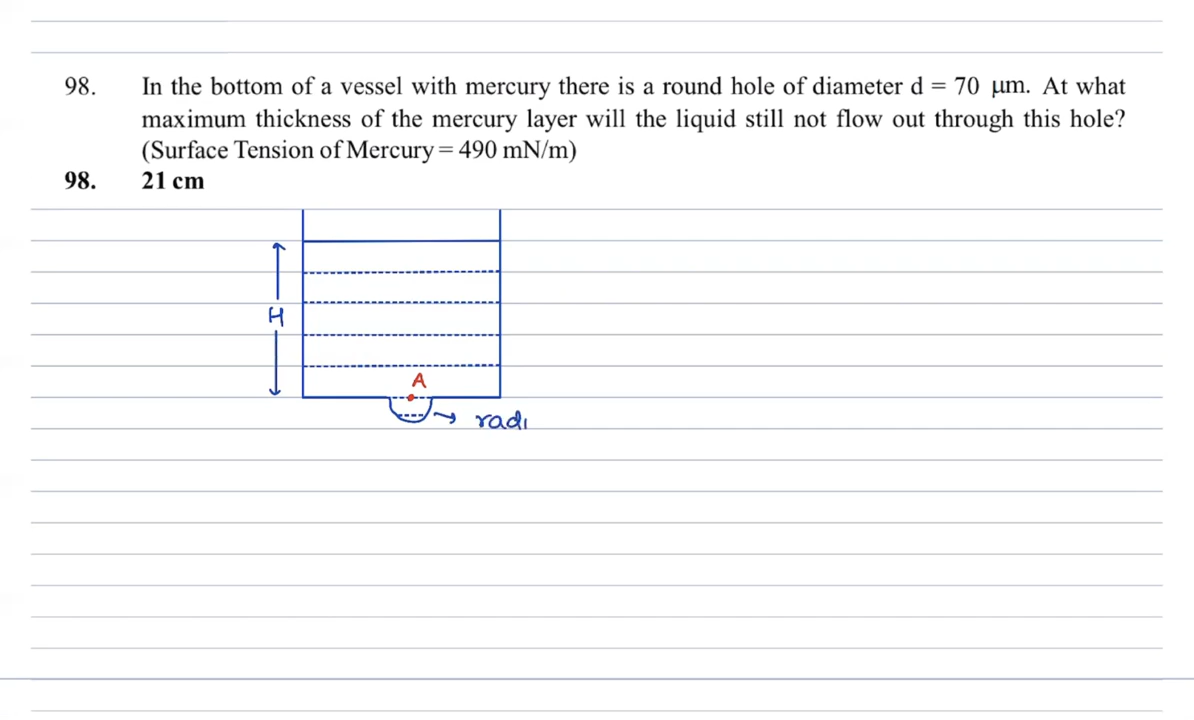 98. In the bottom of a vessel with mercury there is a round hole of diameter d = 70 μm. At what
maximum thickness of the mercury layer will the liquid still not flow out through this hole?
(Surface Tension of Mercury = 490 mN/m)
98. 21 cm
H
A
radi